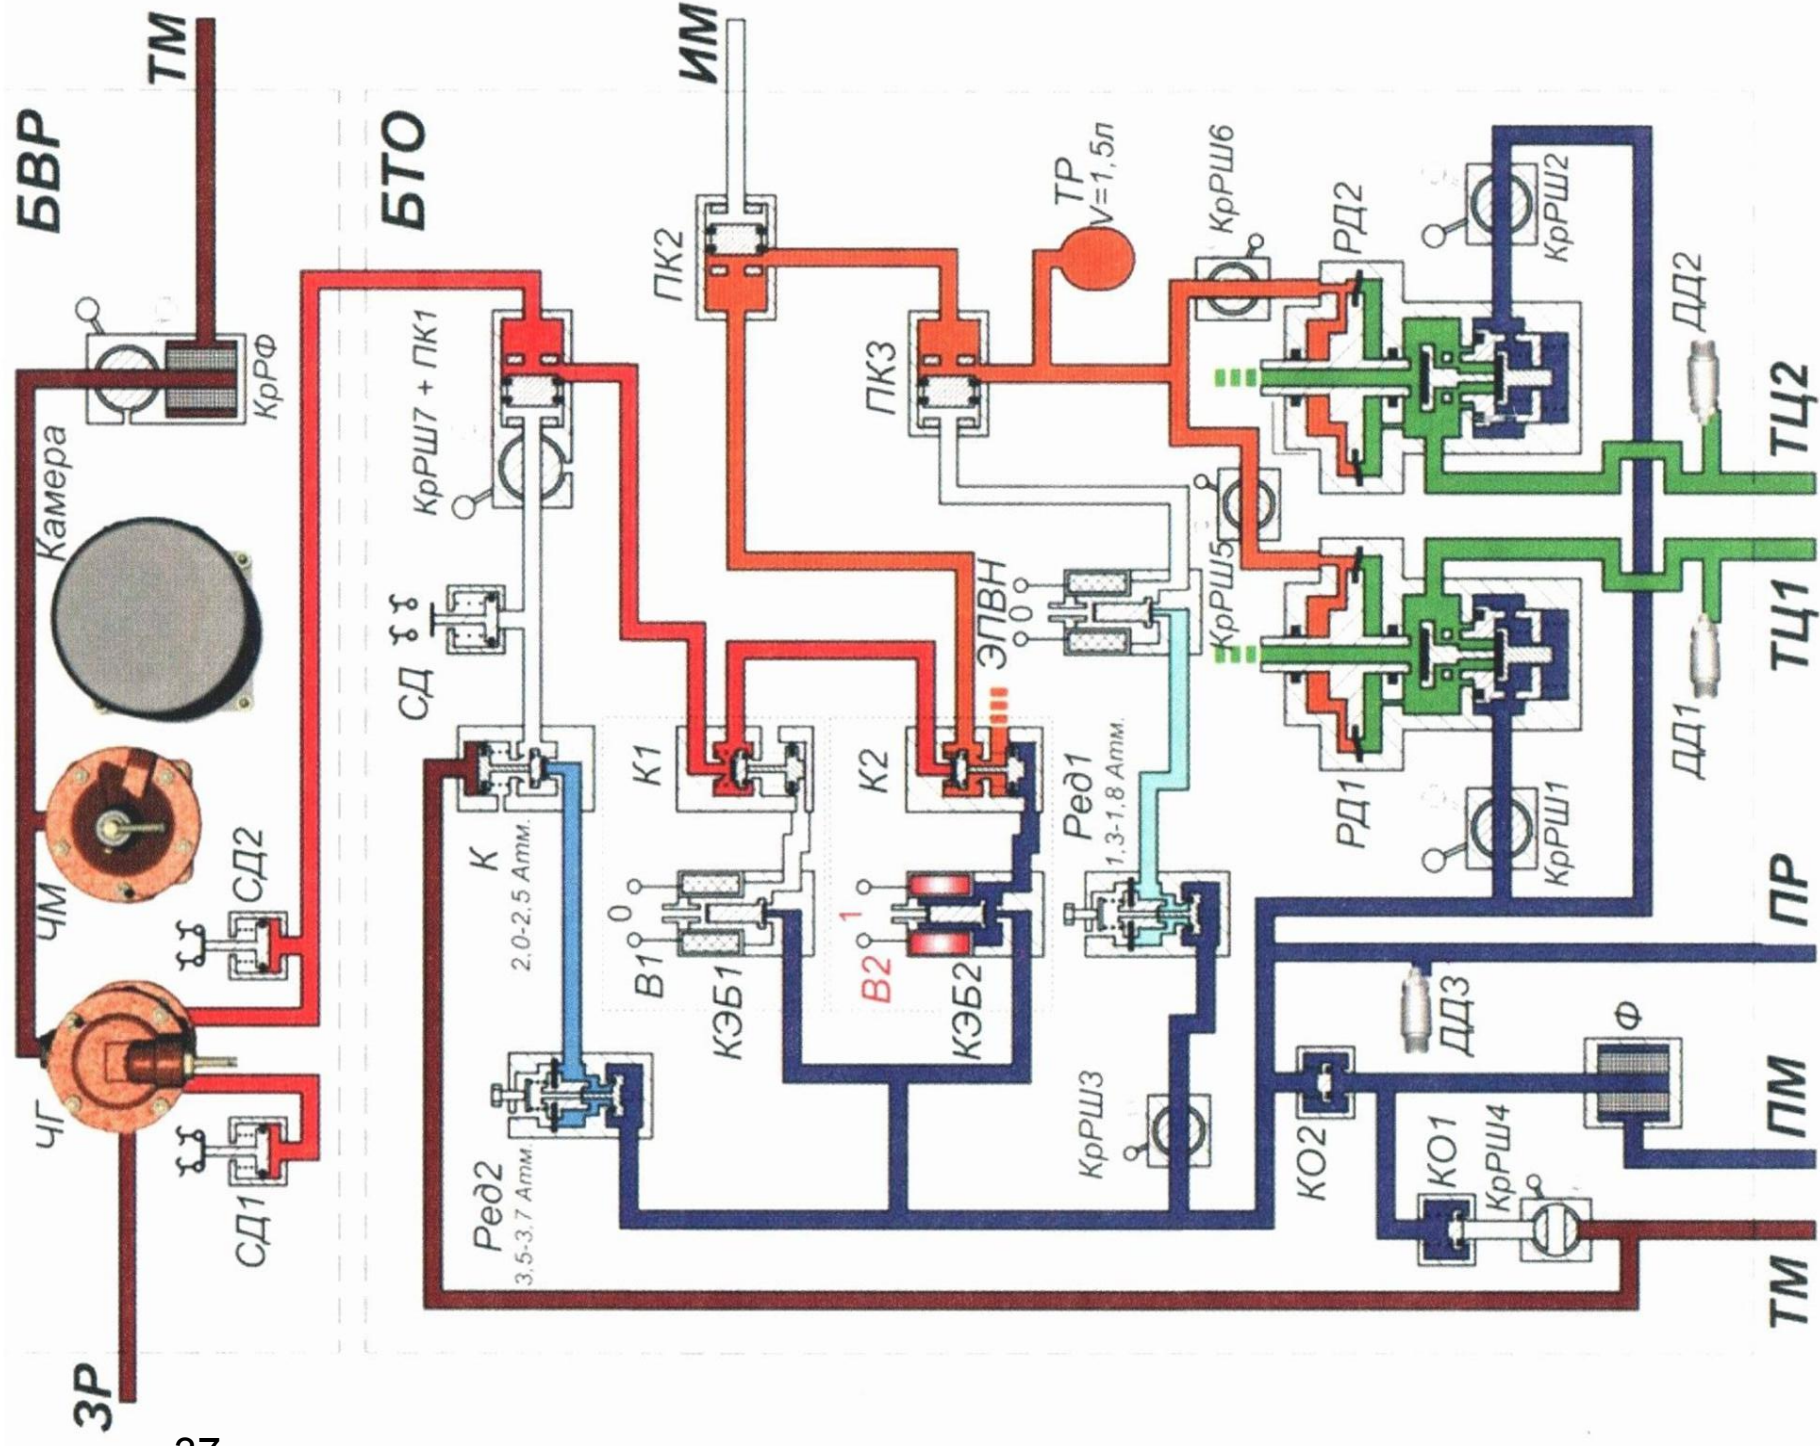 БВР
ТМ
КрРФ
Камера
ЧМ
СД2
ЧГ
СД1
ЗР
БТО
КрРШ7 + ПК1
СД
К
2.0-2.5 Атм.
Ред2
3,5-3,7 Атм.
ИМ
ПК2
К1
0
В1
КЭБ1
ПК3
К2
1
В2
КЭБ2
ТР
V=1,5л
ЭПВН
0
Ред1
1,3-1.8 Атм.
КрРШ3
КрРШ6
КрРШ5
РД2
РД1
КрРШ2
КрРШ1
КО2
КО1
КрРШ4
ДД3
Ф
ДД2
ДД1
ТЦ2
ТЦ1
ПР
ПМ
ТМ